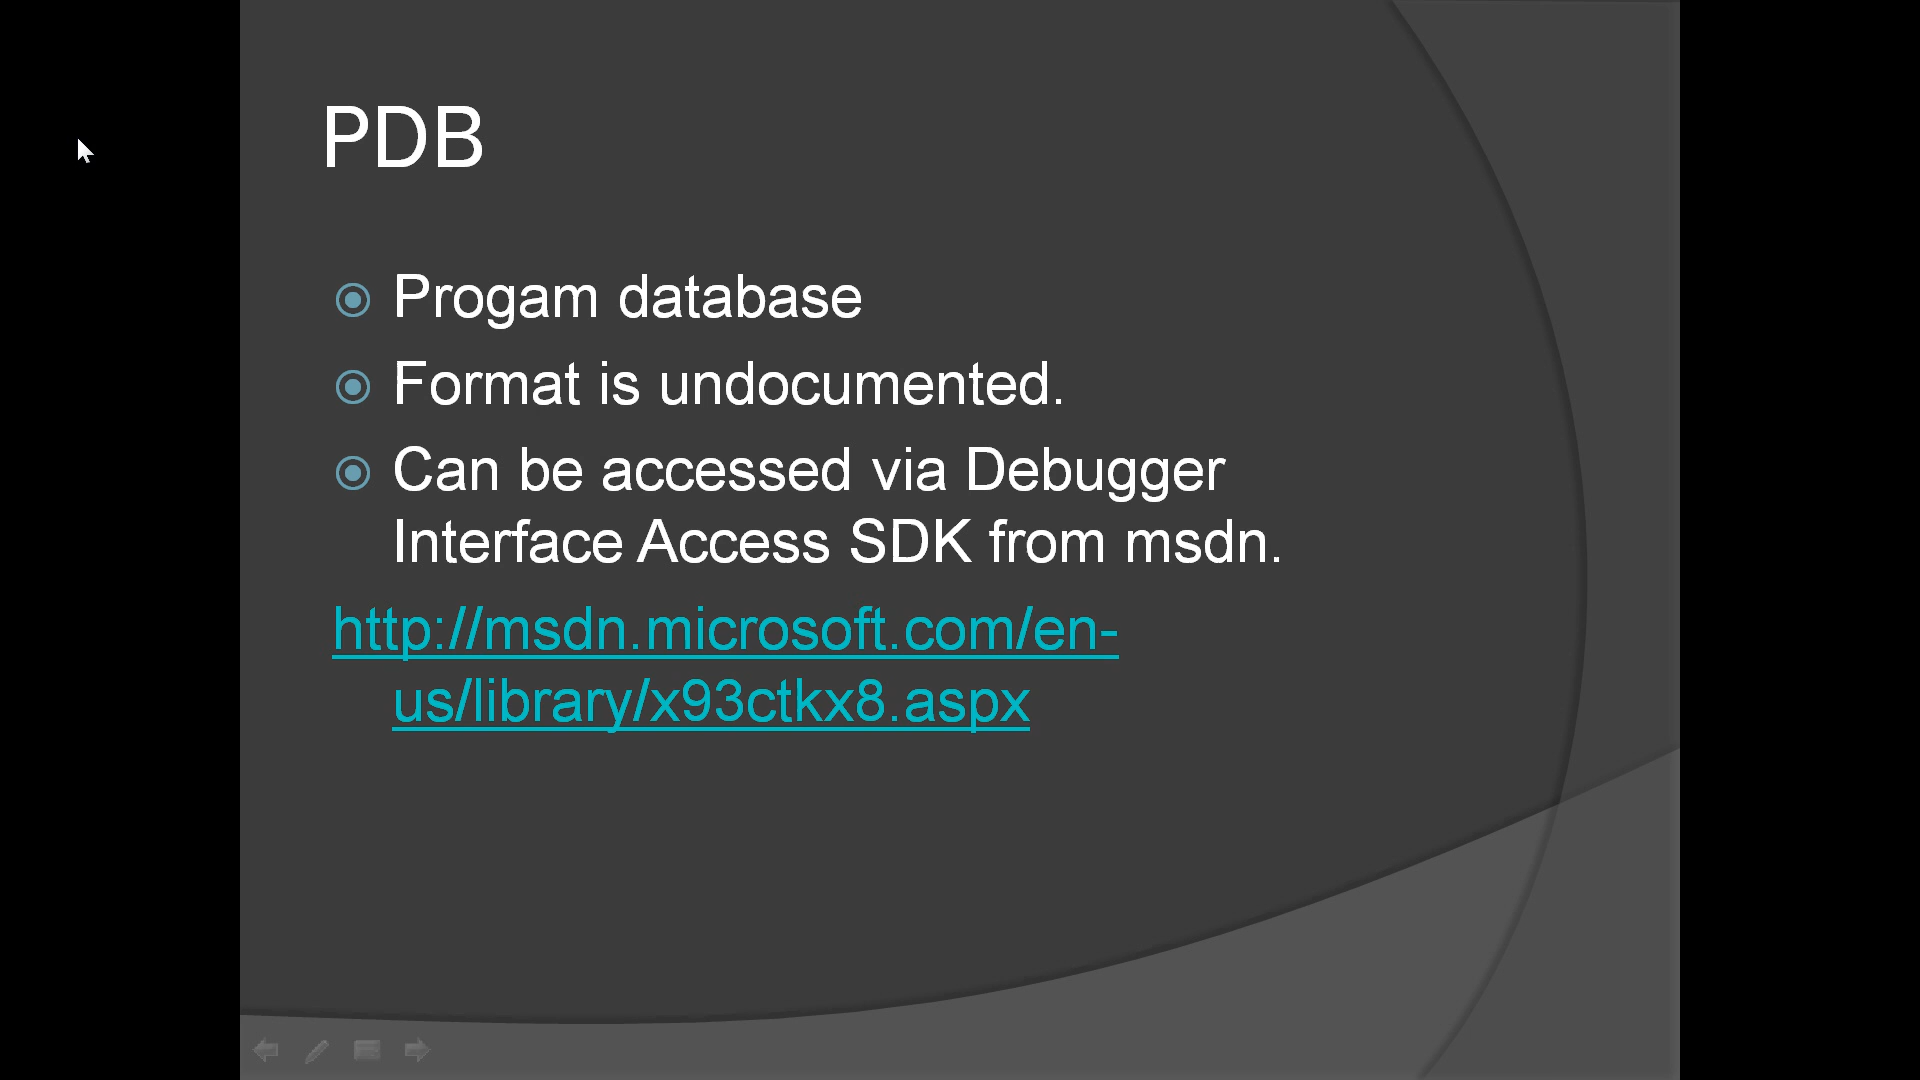 PDB
Progam database
Format is undocumented.
Can be accessed via Debugger
Interface Access SDK from msdn.
http://msdn.microsoft.com/en-
us/library/x93ctkx8.aspx